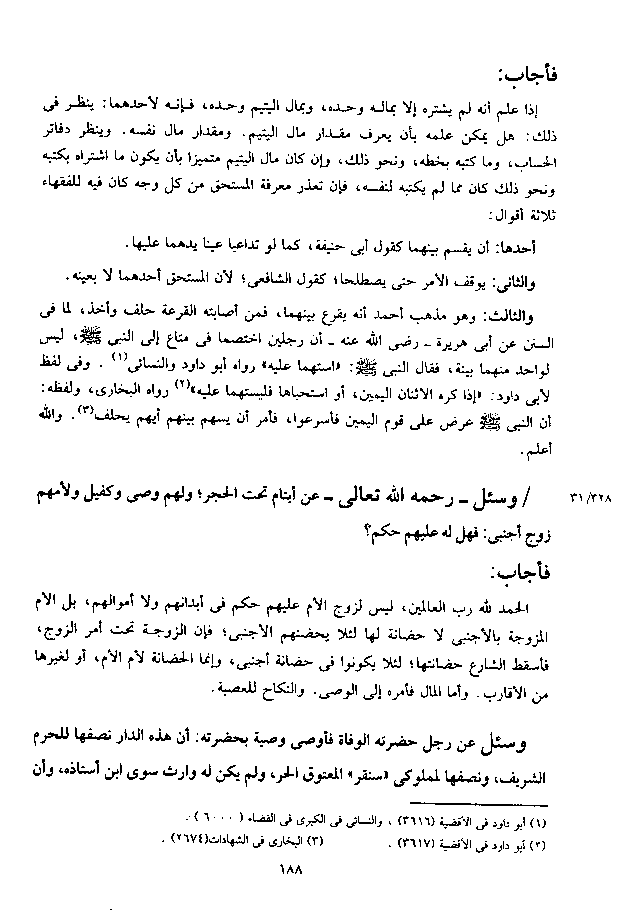 فأجاب:
إذا علم أنه لم يشتره إلا بماله وحده، وبمال اليتيم وحده، فإنه لأحدهما: ينظر فى
ذلك: هل يمكن علمه بأن يعرف مقدار مال اليتيم. ومقدار مال نفسه. وينظر دفاتر
الحساب، وما كتبه بخطه، ونحو ذلك، وإن كان مال اليتيم متميزا بأن يكون ما اشتراه بكتبه
ونحو ذلك كان مما لم يكتبه لنفسه، فإن تعذر معرفة المستحق من كل وجه كان فيه للفقهاء
ثلاثة أقوال:
أحدها: أن يقسم بينهما كقول أبى حنيفة، كما لو تداعيا عينا يدهما عليها.
والثانى: يوقف الأمر حتى يصطلحا؛ كقول الشافعى؛ لأن المستحق أحدهما لا بعينه.
والثالث: وهو مذهب أحمد أنه يقرع بينهما، فمن أصابته القرعة حلف وأخذ، لما فى
السنن عن أبى هريرة ـ رضى الله عنه ـ أن رجلين اختصما فى متاع إلى النبى ﷺ، ليس
لواحد منهما بينة، فقال النبى ﷺ: «استهما عليه» رواه أبو داود والنسائى(١) . وفى لفظ
لأبى داود: «إذا كره الاثنان اليمين، أو استحباها فليستهما عليه»(٢) رواه البخارى، ولفظه:
أن النبى ﷺ عرض على قوم اليمين فأسرعوا، فأمر أن يسهم بينهم أيهم يحلف(٣). والله
أعلم.
٣١/٣٢٨ / وسئل ـ رحمه الله تعالى ـ عن أيتام تحت الحجر؛ ولهم وصى وكفيل ولأمهم
زوج أجنبى: فهل له عليهم حكم؟
فأجاب:
الحمد لله رب العالمين، ليس لزوج الأم عليهم حكم فى أبدانهم ولا أموالهم، بل الأم
المزوجة بالأجنبى لا حضانة لها لئلا يحضنهم الأجنبى؛ فإن الزوجة تحت أمر الزوج،
فأسقط الشارع حضانتها؛ لئلا يكونوا فى حضانة أجنبى، وإنما الحضانة لأم الأم، أو لغيرها
من الأقارب. وأما المال فأمره إلى الوصى. والنكاح للعصبة.
وسئل عن رجل حضرته الوفاة فأوصى وصية بحضرته: أن هذه الدار نصفها للحرم
الشريف، ونصفها لمملوكى «سنقر» المعتوق الحر، ولم يكن له وارث سوى ابن أستاذه، وأن
(١) أبو داود فى الأقضية (٣٦١٦) ، والنسائى فى الكبرى فى القضاء ( ٦٠٠٠ ) .
(٢) أبو داود فى الأقضية (٣٦١٧) . (٣) البخارى فى الشهادات(٢٦٧٤) .
١٨٨